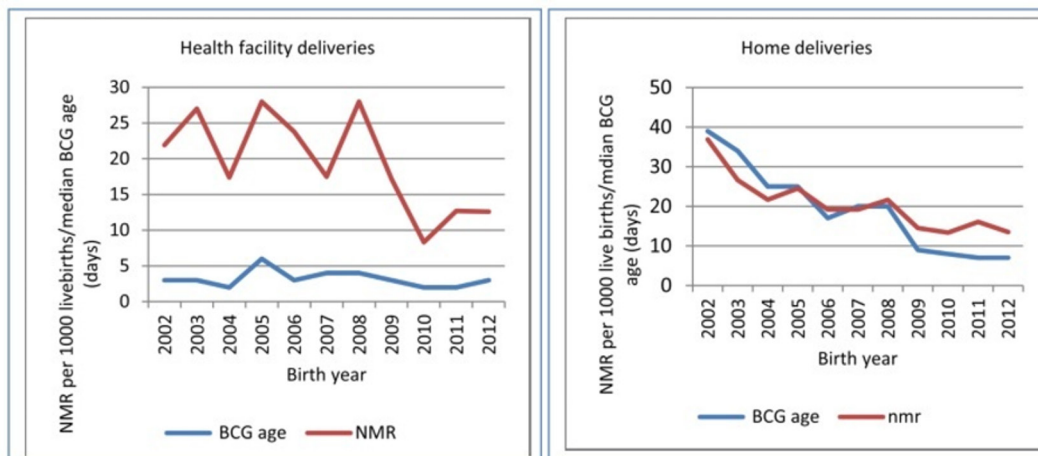 Health facility deliveries
NMR per 1000 livebirths/median BCG age
(days)
30
25
20
15
10
5
0
2002
2003
2004
2005
2006
2007
2008
2009
2010
2011
2012
Birth year
BCG age
NMR
Home deliveries
NMR per 1000 live births/mdian BCG
age (days)
50
40
30
20
10
0
2002
2003
2004
2005
2006
2007
2008
2009
2010
2011
2012
Birth year
BCG age
nmr